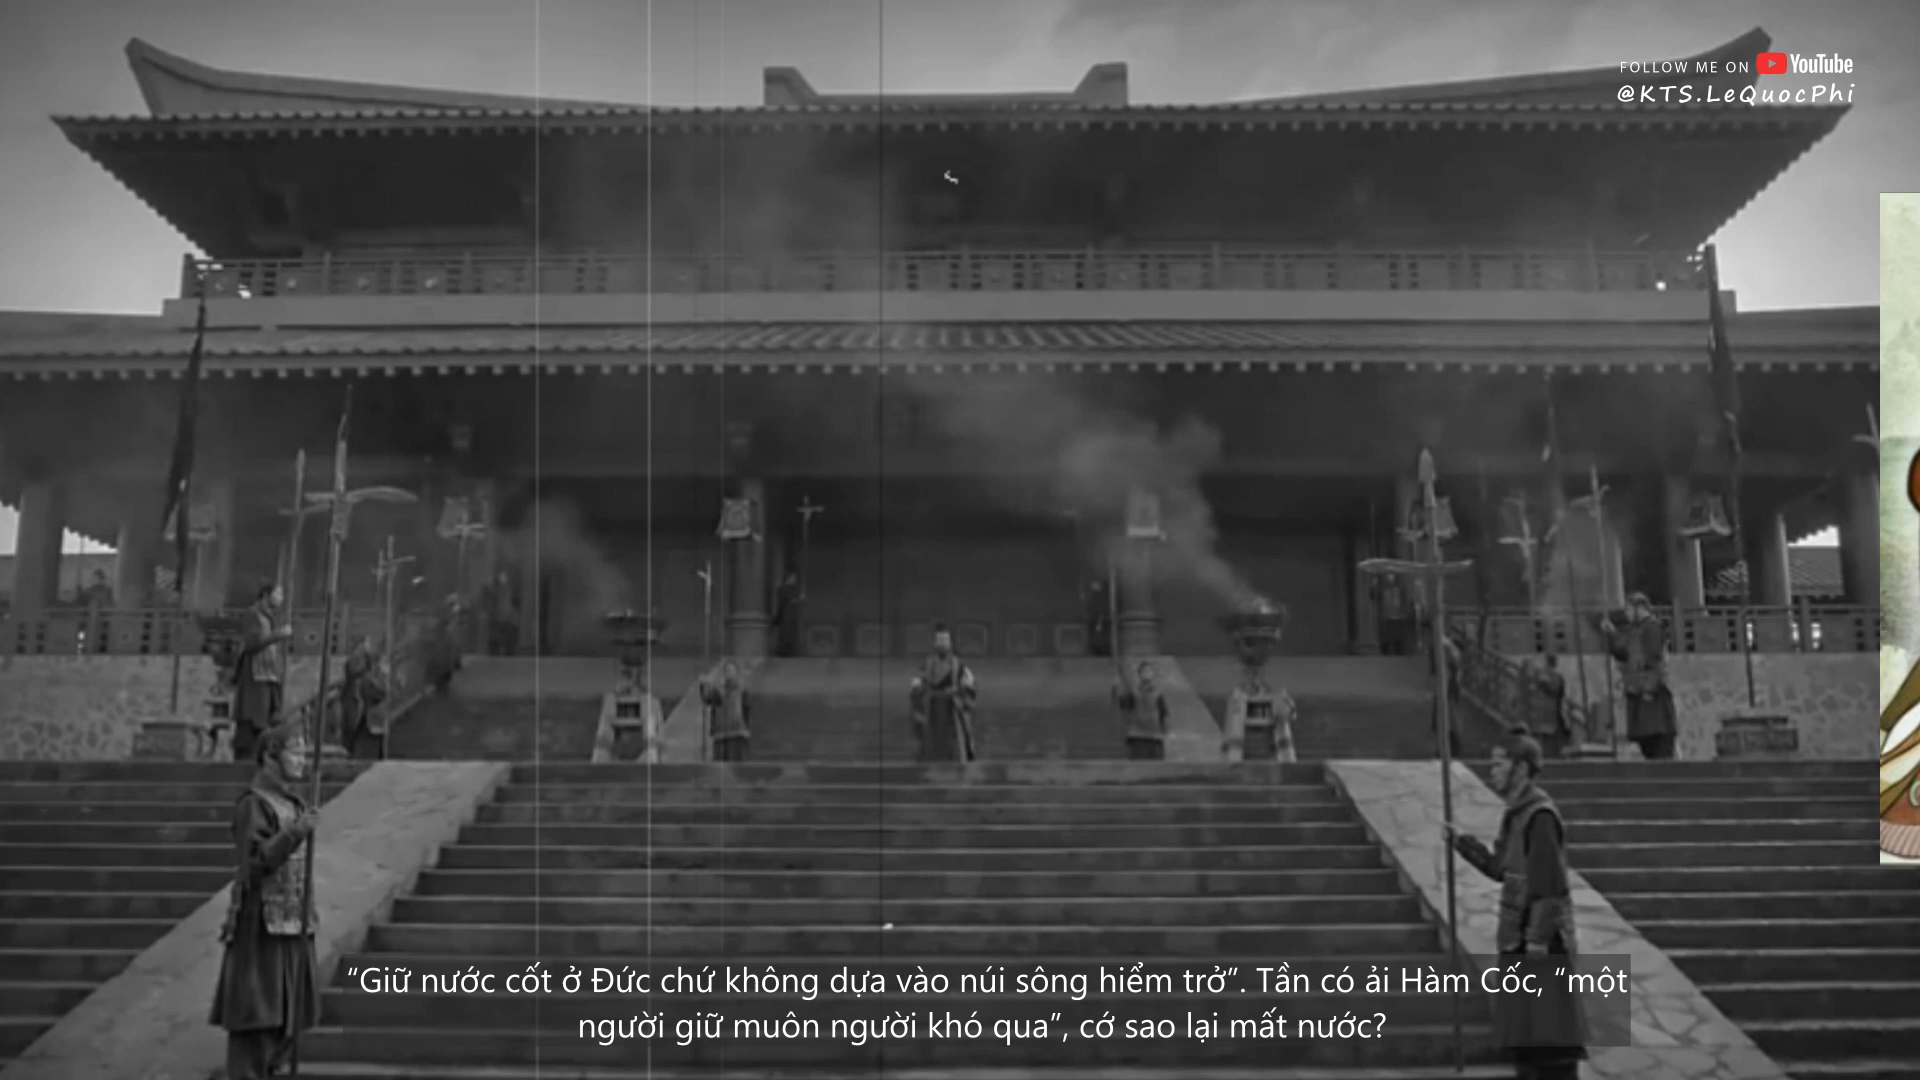 FOLLOW ME ON YouTube
@KTS.LeQuocPhi
“Giữ nước cốt ở Đức chứ không dựa vào núi sông hiểm trở”. Tần có ải Hàm Cốc, “một
người giữ muôn người khó qua”, cớ sao lại mất nước?